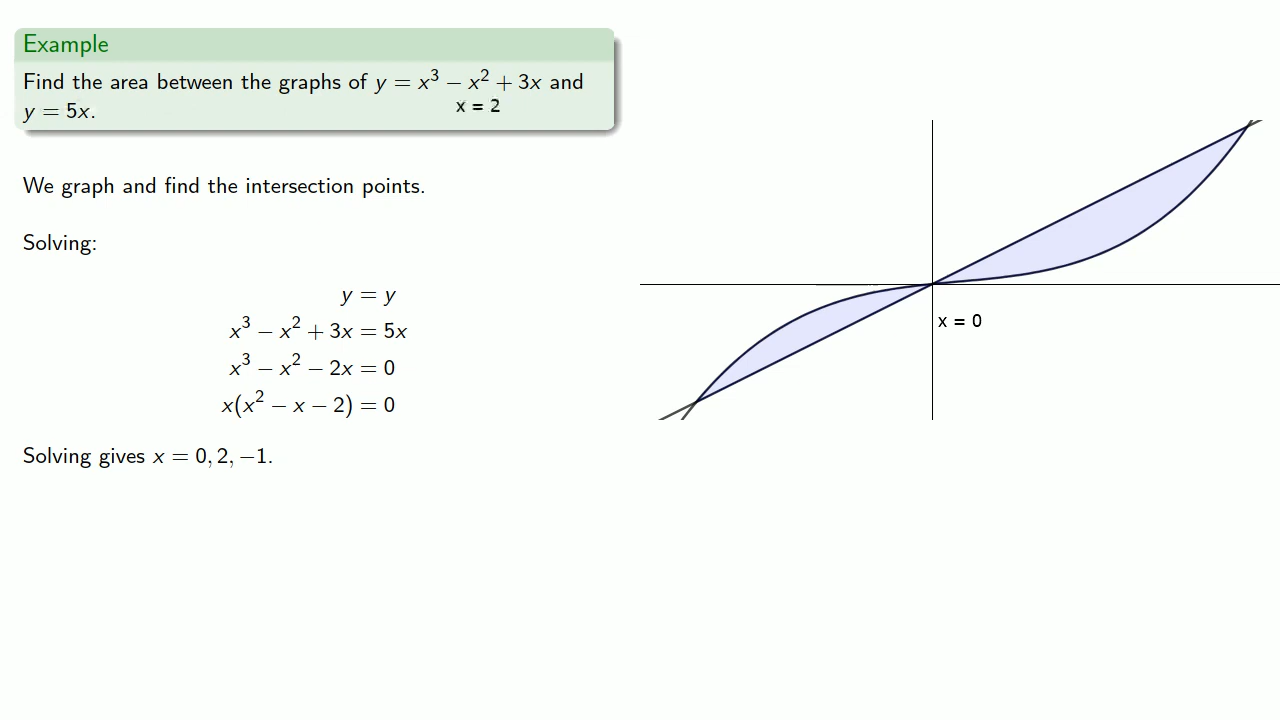 Example
Find the area between the graphs of y = x³ − x² + 3x and
x = 2
y = 5x.
We graph and find the intersection points.
Solving:
y = y
x³ − x² + 3x = 5x
x³ − x² − 2x = 0
x(x² − x − 2) = 0
Solving gives x = 0, 2, −1.
x = 0